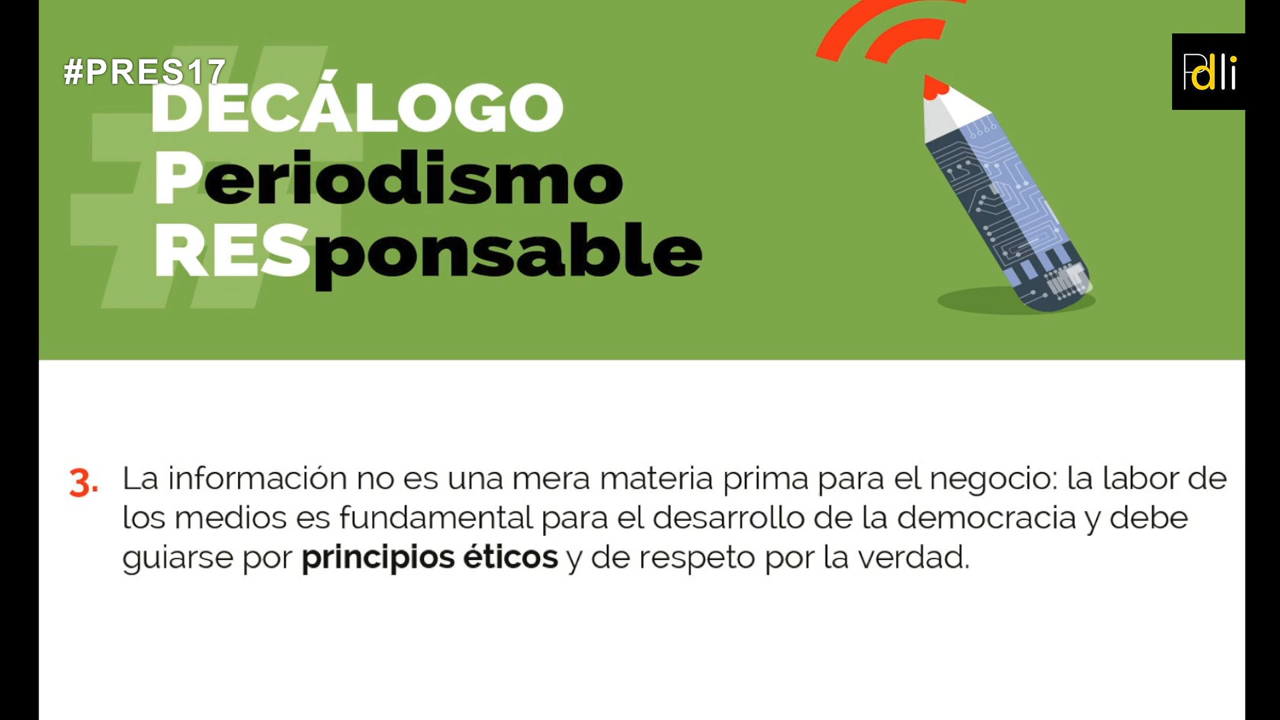 #PRES17
DECÁLOGO
Periodismo
RESponsable
Pdli
3. La información no es una mera materia prima para el negocio: la labor de
los medios es fundamental para el desarrollo de la democracia y debe
guiarse por principios éticos y de respeto por la verdad.